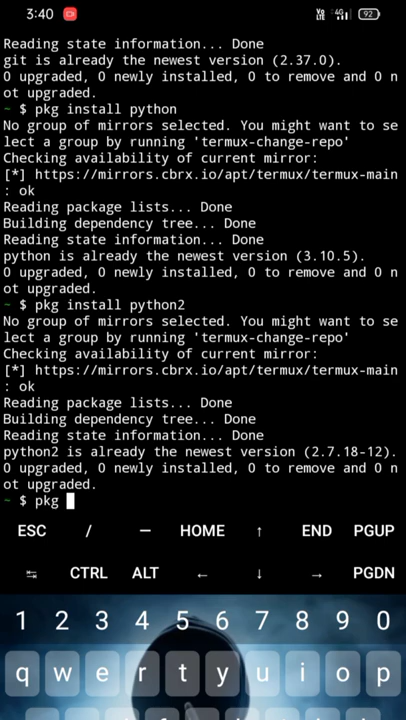 3:40
Vo LTE 4G 92
Reading state information... Done
git is already the newest version (2.37.0).
0 upgraded, 0 newly installed, 0 to remove and 0 n
ot upgraded.
~ $ pkg install python
No group of mirrors selected. You might want to se
lect a group by running 'termux-change-repo'
Checking availability of current mirror:
[*] https://mirrors.cbrx.io/apt/termux/termux-main
: ok
Reading package lists... Done
Building dependency tree... Done
Reading state information... Done
python is already the newest version (3.10.5).
0 upgraded, 0 newly installed, 0 to remove and 0 n
ot upgraded.
~ $ pkg install python2
No group of mirrors selected. You might want to se
lect a group by running 'termux-change-repo'
Checking availability of current mirror:
[*] https://mirrors.cbrx.io/apt/termux/termux-main
: ok
Reading package lists... Done
Building dependency tree... Done
Reading state information... Done
python2 is already the newest version (2.7.18-12).
0 upgraded, 0 newly installed, 0 to remove and 0 n
ot upgraded.
~ $ pkg
ESC / — HOME ↑ END PGUP
↹ CTRL ALT ← ↓ → PGDN
1 2 3 4 5 6 7 8 9 0
q w e r t y u i o p